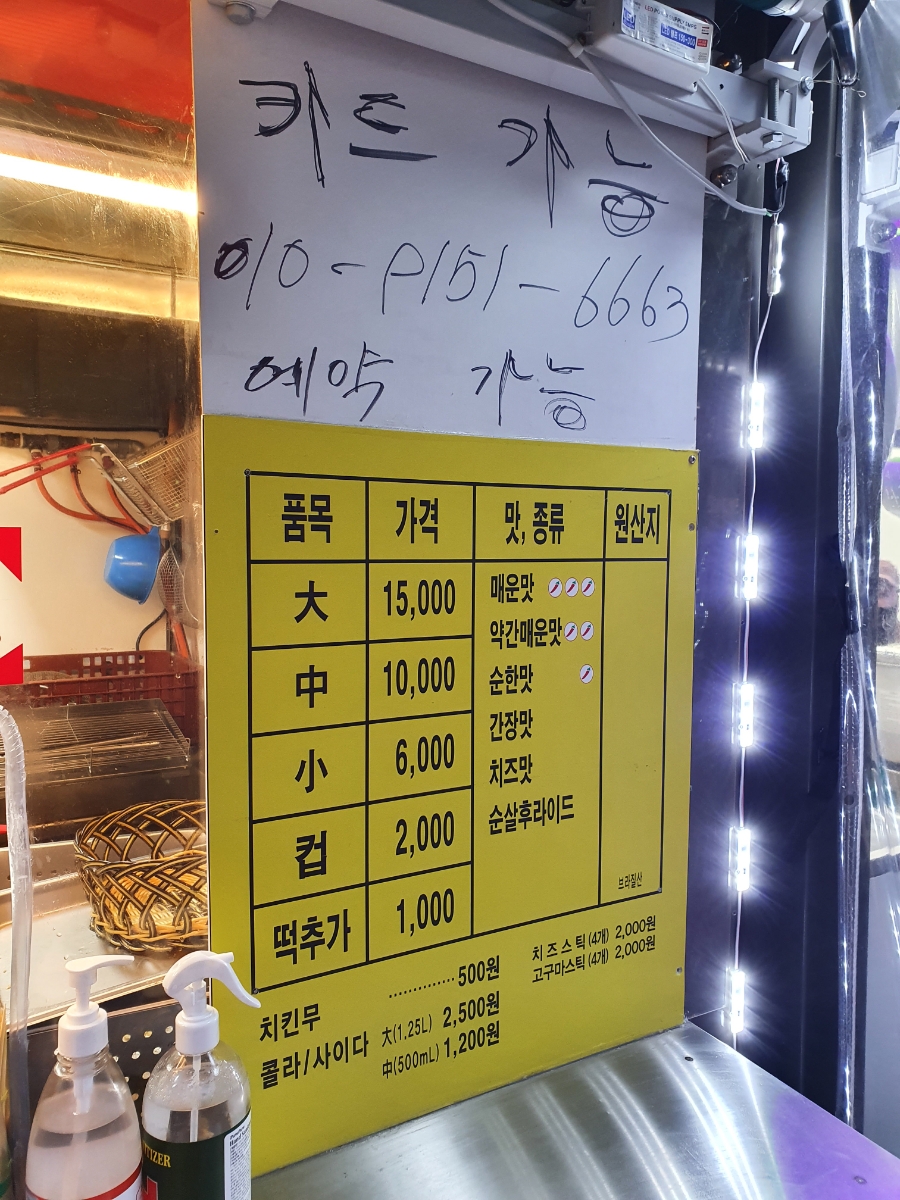 카드 가능
010-9151-6663
예약 가능
품목 가격 맛, 종류 원산지
大 15,000
中 10,000
小 6,000
컵 2,000
떡추가 1,000
매운맛
약간매운맛
순한맛
간장맛
치즈맛
순살후라이드
브라질산
치킨무 .............. 500원
콜라/사이다 大(1,25L) 2,500원
中(500mL) 1,200원
치즈스틱(4개) 2,000원
고구마스틱(4개) 2,000원
TIZER